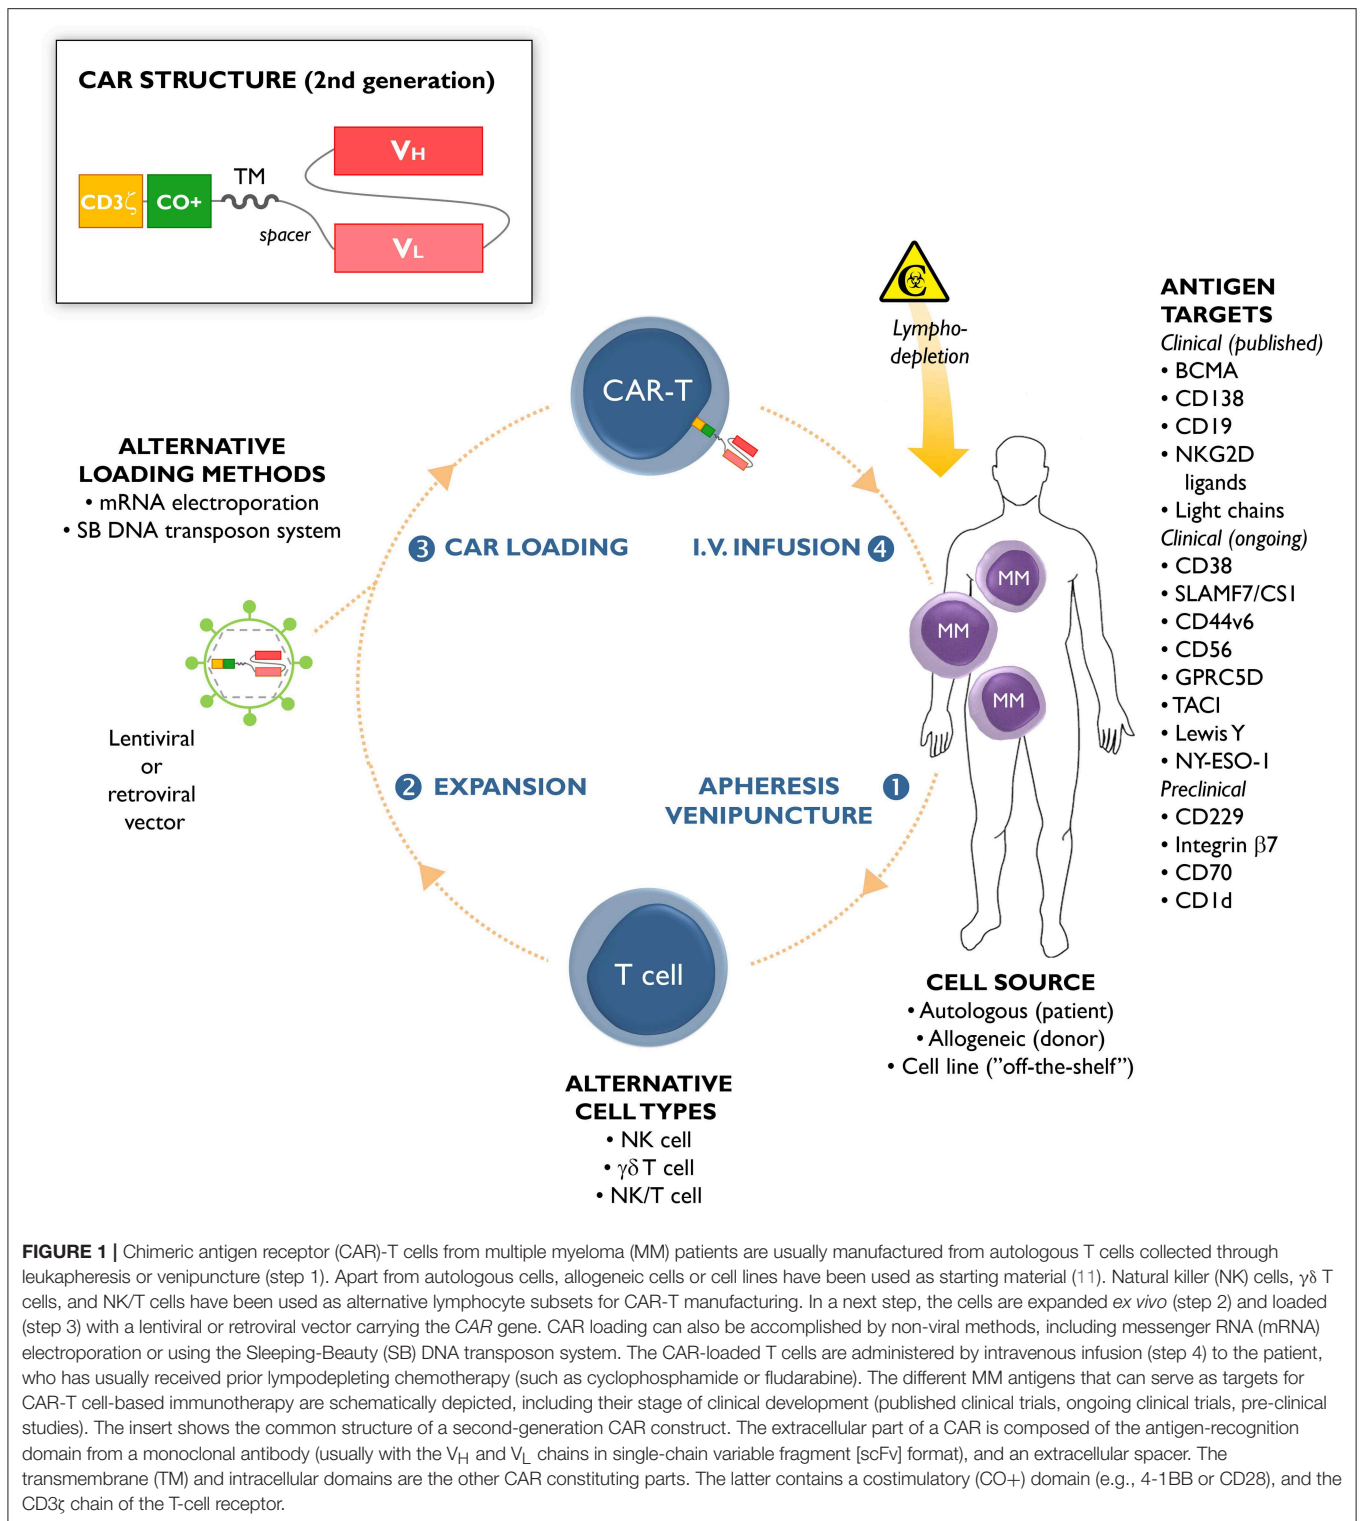 CAR STRUCTURE (2nd generation)
VH
TM
CD3ζ
CO+
spacer
VL
C
Lympho-
depletion
CAR-T
ALTERNATIVE
LOADING METHODS
• mRNA electroporation
• SB DNA transposon system
3 CAR LOADING
I.V. INFUSION 4
MM
MM
MM
Lentiviral
or
retroviral
vector
2 EXPANSION
APHERESIS 1
VENIPUNCTURE
T cell
ALTERNATIVE
CELL TYPES
• NK cell
• γδ T cell
• NK/T cell
CELL SOURCE
• Autologous (patient)
• Allogeneic (donor)
• Cell line (”off-the-shelf”)
ANTIGEN
TARGETS
Clinical (published)
• BCMA
• CD138
• CD19
• NKG2D
ligands
• Light chains
Clinical (ongoing)
• CD38
• SLAMF7/CS1
• CD44v6
• CD56
• GPRC5D
• TACI
• Lewis Y
• NY-ESO-1
Preclinical
• CD229
• Integrin β7
• CD70
• CD1d
FIGURE 1 | Chimeric antigen receptor (CAR)-T cells from multiple myeloma (MM) patients are usually manufactured from autologous T cells collected through
leukapheresis or venipuncture (step 1). Apart from autologous cells, allogeneic cells or cell lines have been used as starting material (11). Natural killer (NK) cells, γδ T
cells, and NK/T cells have been used as alternative lymphocyte subsets for CAR-T manufacturing. In a next step, the cells are expanded ex vivo (step 2) and loaded
(step 3) with a lentiviral or retroviral vector carrying the CAR gene. CAR loading can also be accomplished by non-viral methods, including messenger RNA (mRNA)
electroporation or using the Sleeping-Beauty (SB) DNA transposon system. The CAR-loaded T cells are administered by intravenous infusion (step 4) to the patient,
who has usually received prior lympodepleting chemotherapy (such as cyclophosphamide or fludarabine). The different MM antigens that can serve as targets for
CAR-T cell-based immunotherapy are schematically depicted, including their stage of clinical development (published clinical trials, ongoing clinical trials, pre-clinical
studies). The insert shows the common structure of a second-generation CAR construct. The extracellular part of a CAR is composed of the antigen-recognition
domain from a monoclonal antibody (usually with the VH and VL chains in single-chain variable fragment [scFv] format), and an extracellular spacer. The
transmembrane (TM) and intracellular domains are the other CAR constituting parts. The latter contains a costimulatory (CO+) domain (e.g., 4-1BB or CD28), and the
CD3ζ chain of the T-cell receptor.